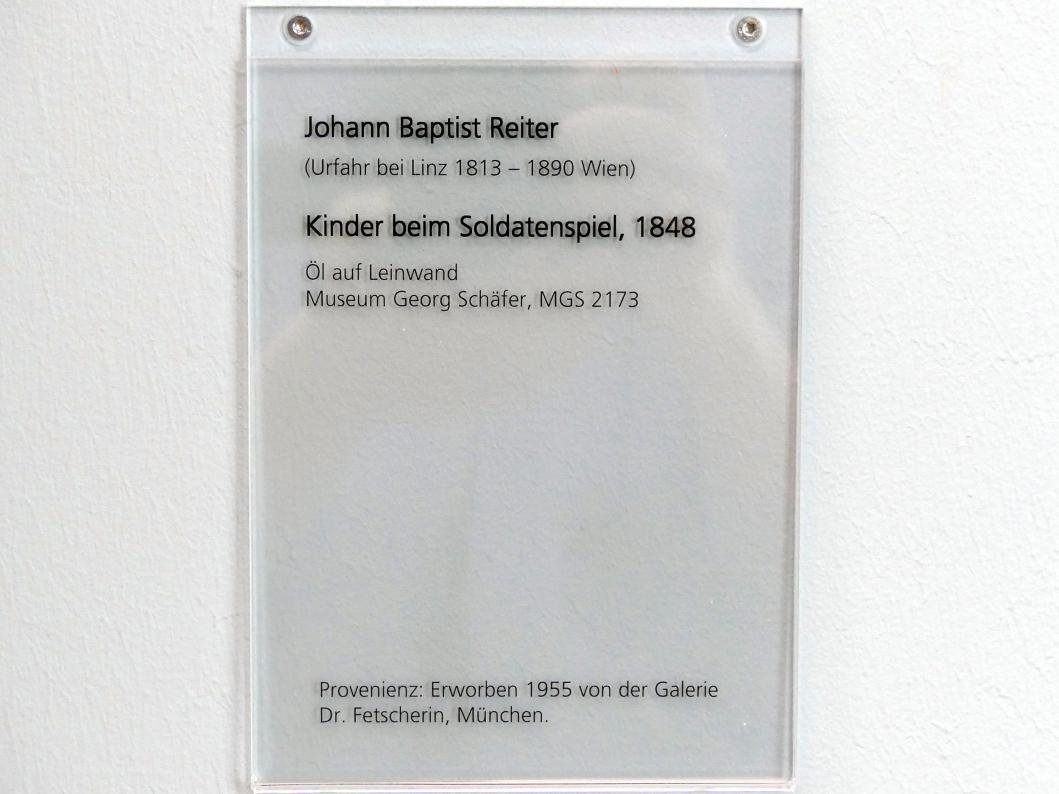 Johann Baptist Reiter
(Urfahr bei Linz 1813 – 1890 Wien)
Kinder beim Soldatenspiel, 1848
Öl auf Leinwand
Museum Georg Schäfer, MGS 2173
Provenienz: Erworben 1955 von der Galerie
Dr. Fetscherin, München.